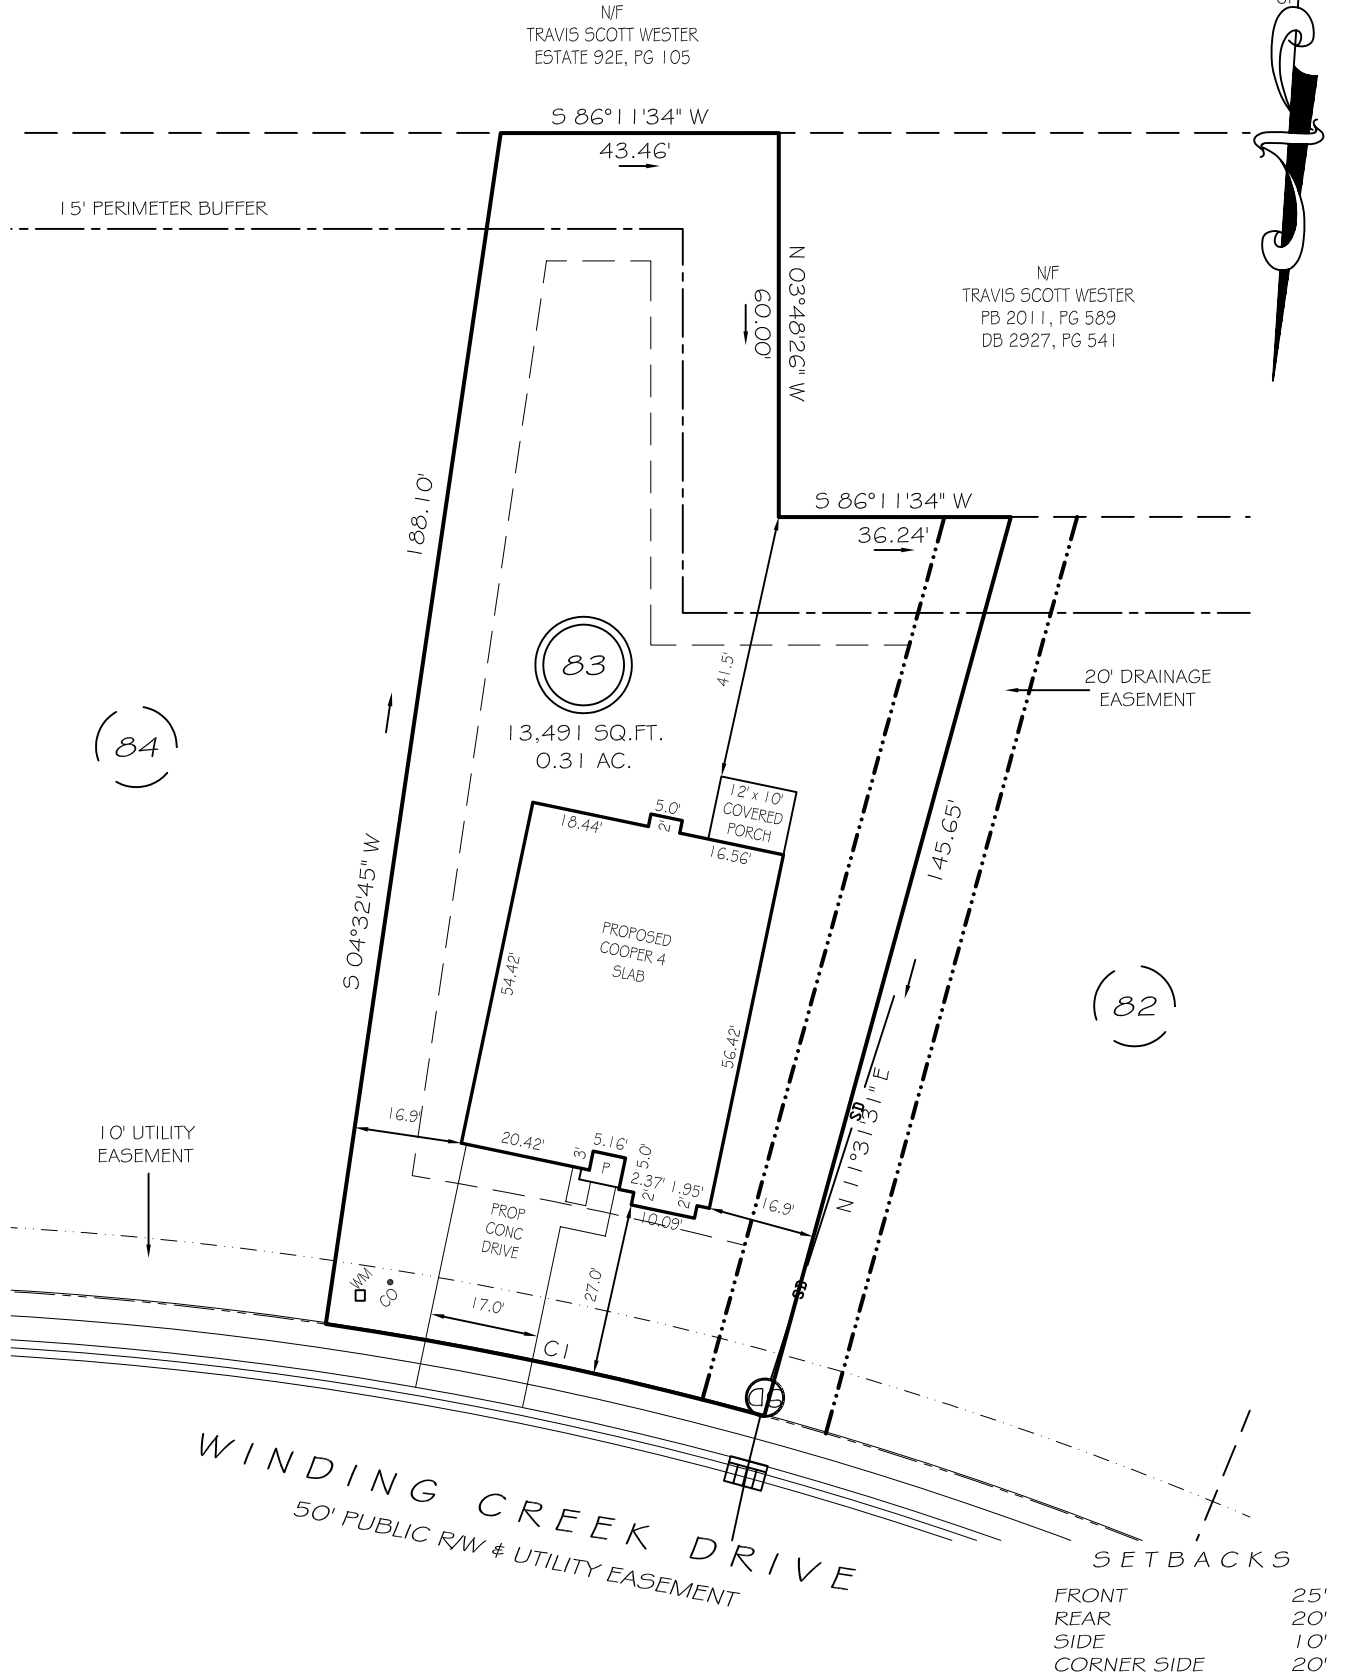 N/F
TRAVIS SCOTT WESTER
ESTATE 92E, PG 105
S 86°11'34" W
43.46'
15' PERIMETER BUFFER
N 03°48'26" W
60.00'
N/F
TRAVIS SCOTT WESTER
PB 2011, PG 589
DB 2927, PG 541
S 86°11'34" W
36.24'
188.10'
83
13,491 SQ.FT.
0.31 AC.
41.5'
20' DRAINAGE
EASEMENT
84
12' x 10'
COVERED
PORCH
5.0'
2'
18.44'
16.56'
145.65'
S 04°32'45" W
PROPOSED
COOPER 4
SLAB
54.42'
56.42'
82
N 11°31'31" E
SD
16.9'
20.42'
3'
5.16'
5.0'
P
2.37'
1.95'
2'
2'
10.09'
16.9'
10' UTILITY
EASEMENT
PROP
CONC
DRIVE
WM
CO
17.0'
27.0'
SD
C1
SD
WINDING CREEK DRIVE
50' PUBLIC R/W & UTILITY EASEMENT
SETBACKS
FRONT 25'
REAR 20'
SIDE 10'
CORNER SIDE 20'